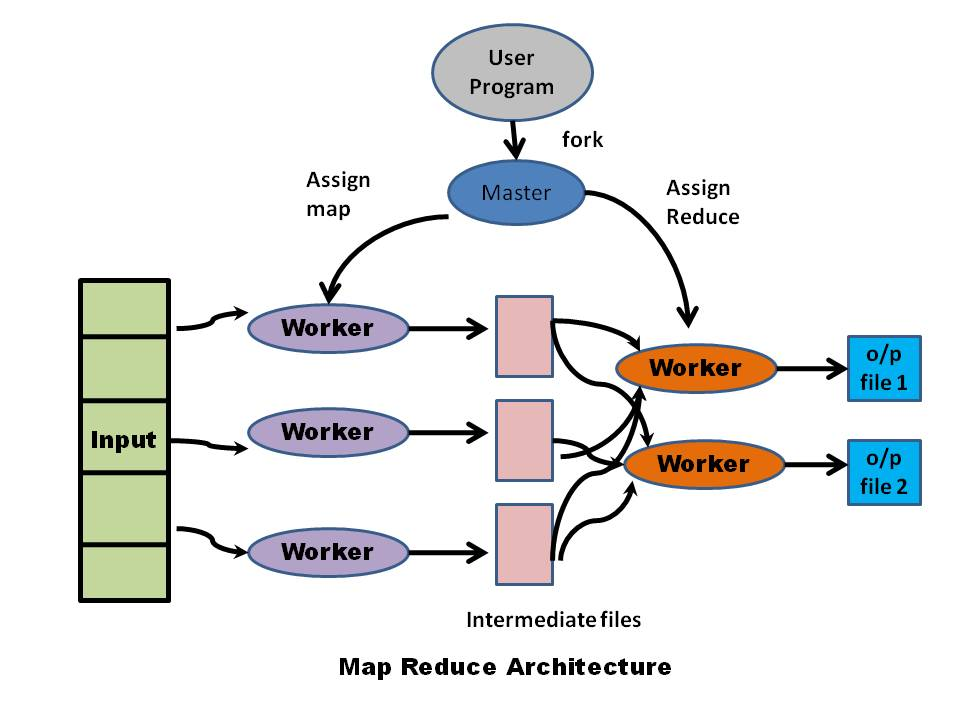 User
Program
fork
Assign
map
Master
Assign
Reduce
Worker
Worker
o/p
file 1
Input
Worker
Worker
o/p
file 2
Worker
Intermediate files
Map Reduce Architecture